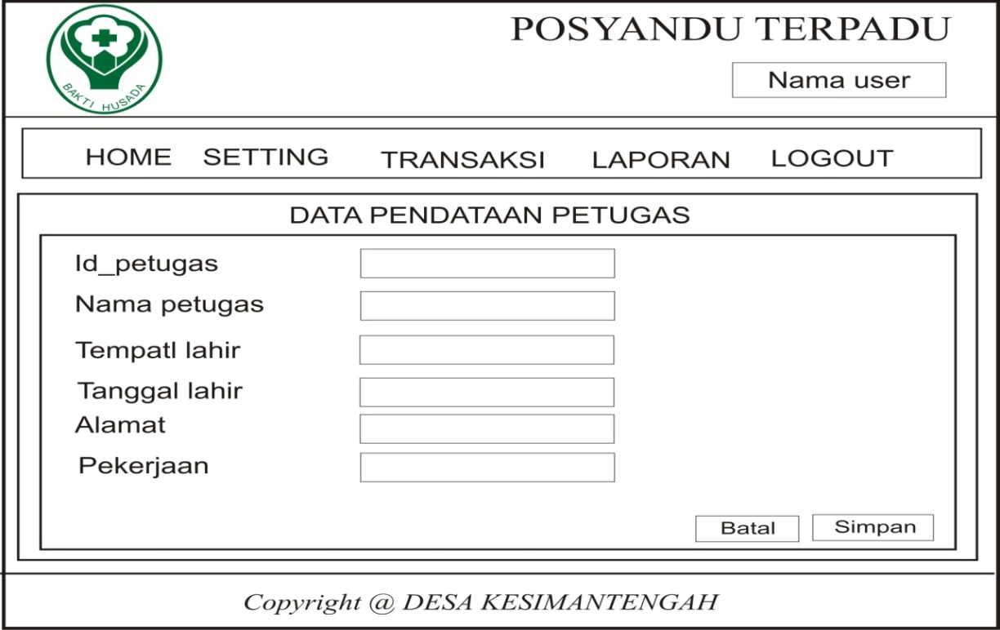 POSYANDU TERPADU
BAKTI HUSADA
Nama user
HOME SETTING TRANSAKSI LAPORAN LOGOUT
DATA PENDATAAN PETUGAS
Id_petugas
Nama petugas
Tempatl lahir
Tanggal lahir
Alamat
Pekerjaan
Batal Simpan
Copyright @ DESA KESIMANTENGAH